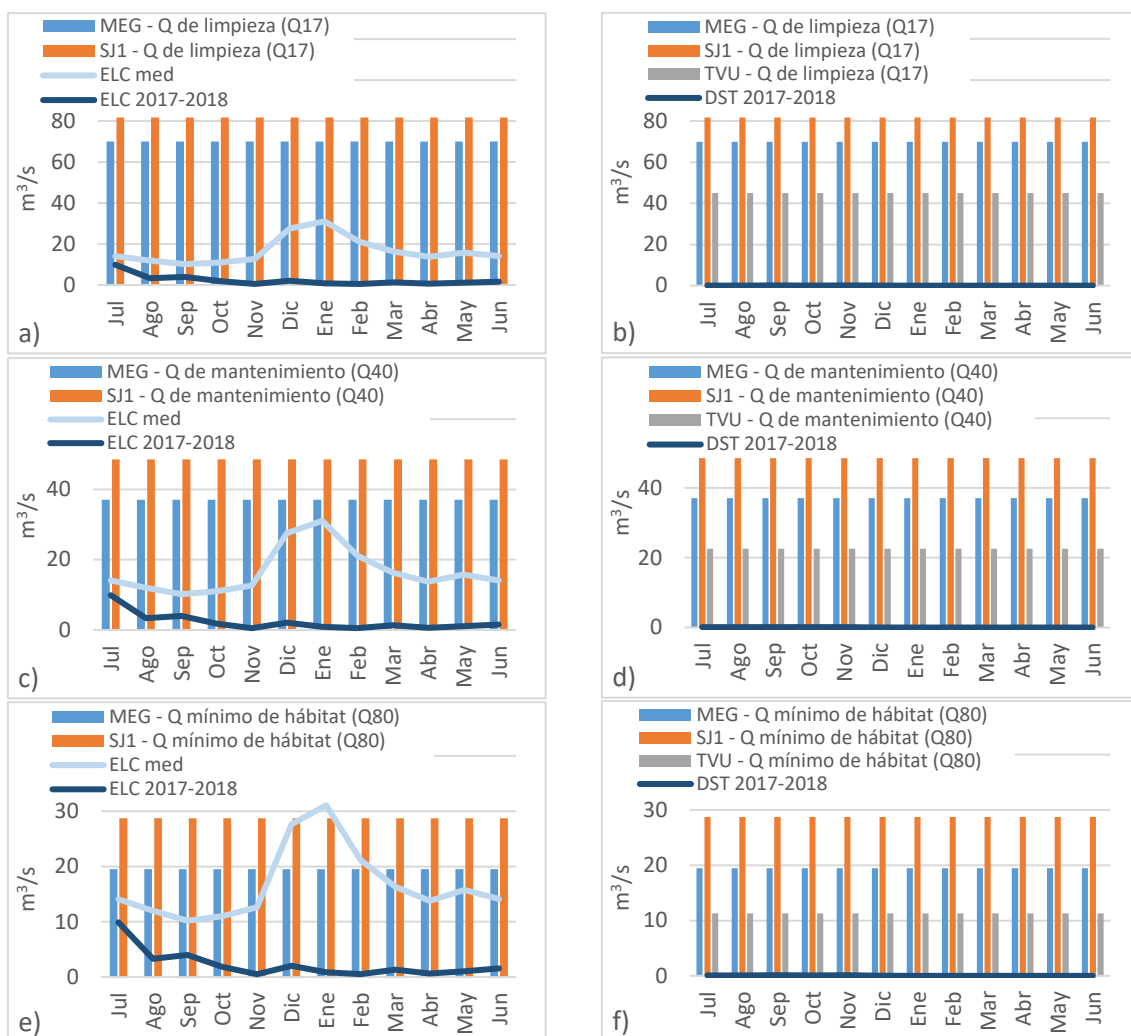 MEG - Q de limpieza (Q17)
SJ1 - Q de limpieza (Q17)
ELC med
ELC 2017-2018
80
60
40
20
0
m³/s
Jul Ago Sep Oct Nov Dic Ene Feb Mar Abr May Jun
a)
MEG - Q de limpieza (Q17)
SJ1 - Q de limpieza (Q17)
TVU - Q de limpieza (Q17)
DST 2017-2018
80
60
40
20
0
m³/s
Jul Ago Sep Oct Nov Dic Ene Feb Mar Abr May Jun
b)
MEG - Q de mantenimiento (Q40)
SJ1 - Q de mantenimiento (Q40)
ELC med
ELC 2017-2018
40
20
0
m³/s
Jul Ago Sep Oct Nov Dic Ene Feb Mar Abr May Jun
c)
MEG - Q de mantenimiento (Q40)
SJ1 - Q de mantenimiento (Q40)
TVU - Q de mantenimiento (Q40)
DST 2017-2018
40
20
0
m³/s
Jul Ago Sep Oct Nov Dic Ene Feb Mar Abr May Jun
d)
MEG - Q mínimo de hábitat (Q80)
SJ1 - Q mínimo de hábitat (Q80)
ELC med
ELC 2017-2018
30
20
10
0
m³/s
Jul Ago Sep Oct Nov Dic Ene Feb Mar Abr May Jun
e)
MEG - Q mínimo de hábitat (Q80)
SJ1 - Q mínimo de hábitat (Q80)
TVU - Q mínimo de hábitat (Q80)
DST 2017-2018
30
20
10
0
m³/s
Jul Ago Sep Oct Nov Dic Ene Feb Mar Abr May Jun
f)